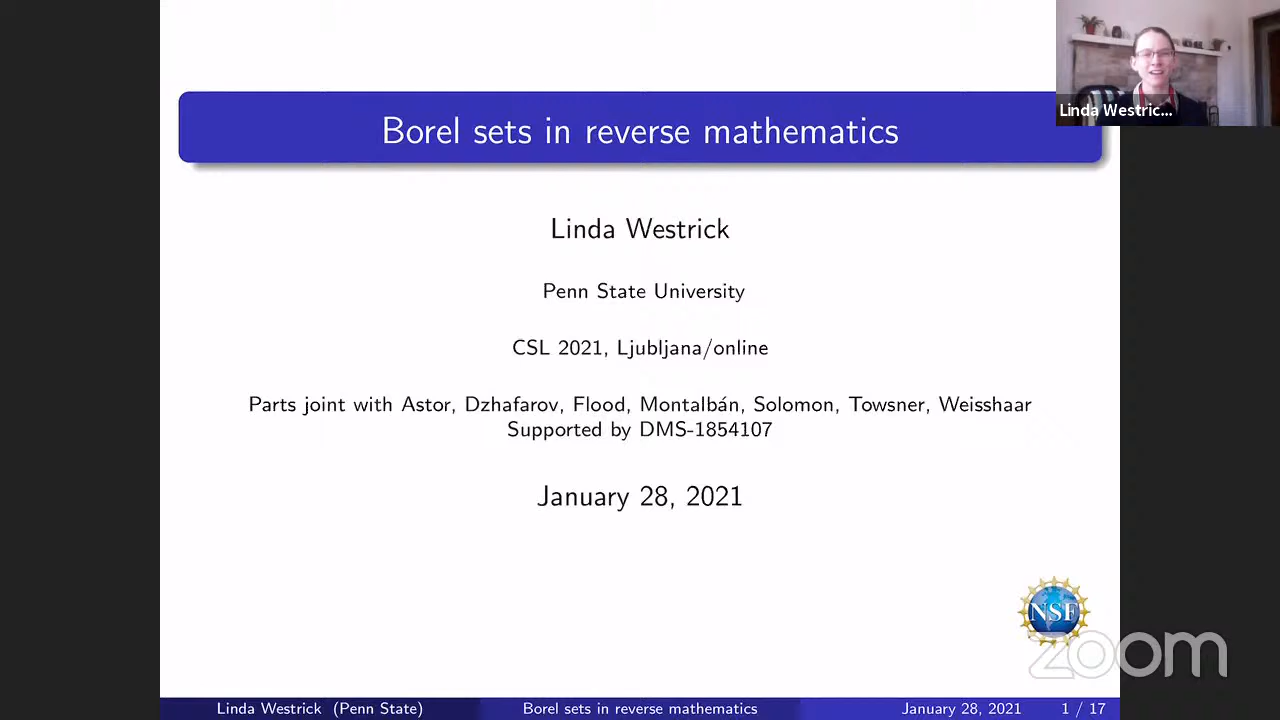 Linda Westric...
Borel sets in reverse mathematics
Linda Westrick
Penn State University
CSL 2021, Ljubljana/online
Parts joint with Astor, Dzhafarov, Flood, Montalbán, Solomon, Towsner, Weisshaar
Supported by DMS-1854107
January 28, 2021
NSF
zoom
Linda Westrick (Penn State) Borel sets in reverse mathematics January 28, 2021 1 / 17